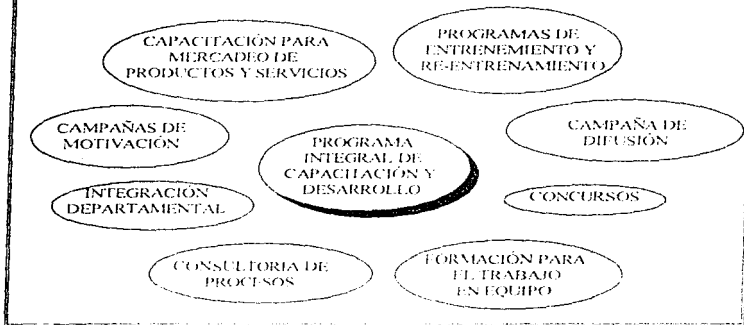 CAPACITACIÓN PARA
MERCADEO DE
PRODUCTOS Y SERVICIOS
PROGRAMAS DE
ENTRENEMIENTO Y
RE-ENTRENAMIENTO
CAMPAÑAS DE
MOTIVACIÓN
PROGRAMA
INTEGRAL DE
CAPACITACIÓN Y
DESARROLLO
CAMPAÑA DE
DIFUSIÓN
INTEGRACIÓN
DEPARTAMENTAL
CONCURSOS
CONSULTORIA DE
PROCESOS
FORMACIÓN PARA
EL TRABAJO
EN EQUIPO